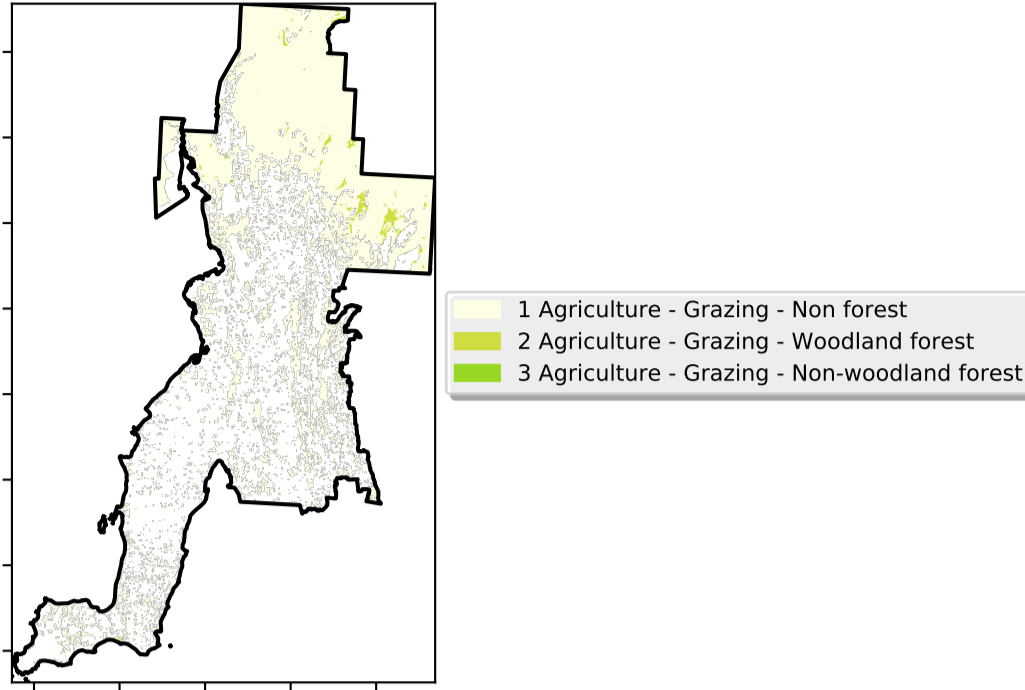 1 Agriculture - Grazing - Non forest
2 Agriculture - Grazing - Woodland forest
3 Agriculture - Grazing - Non-woodland forest